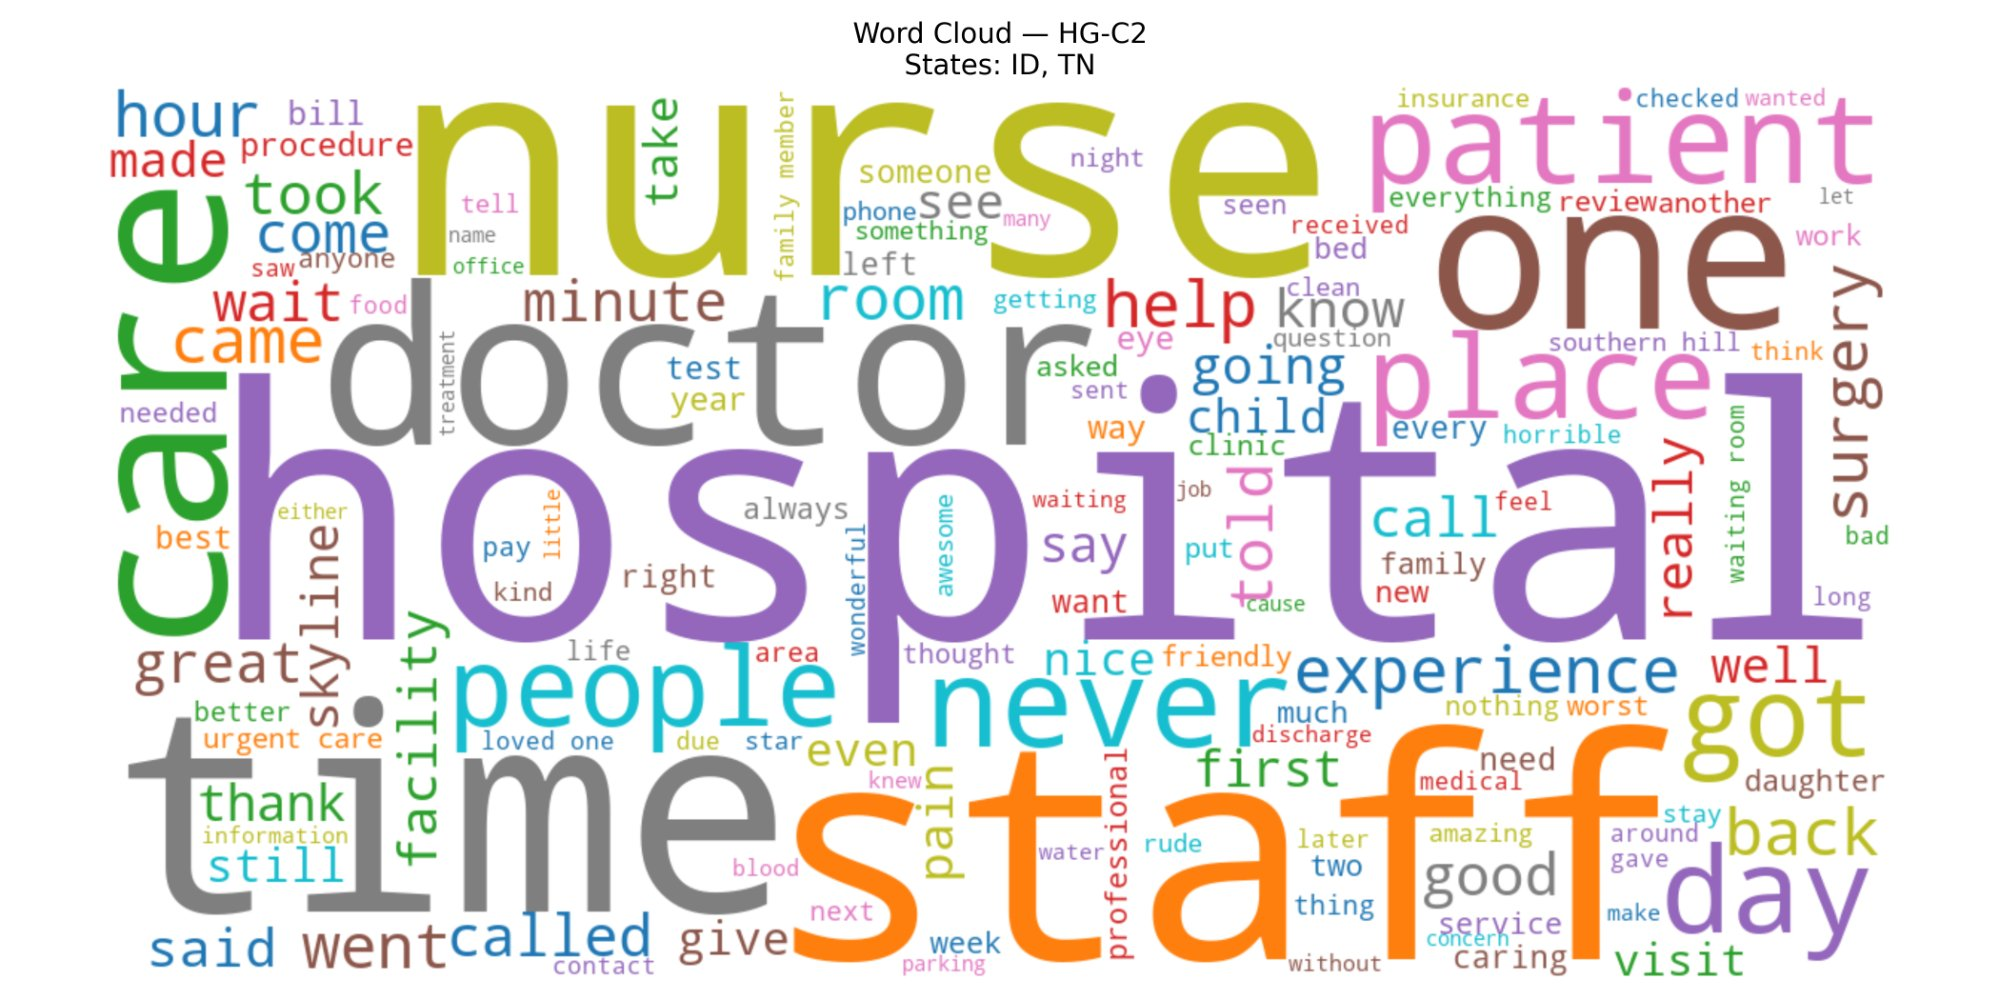 Word Cloud — HG-C2
States: ID, TN
hour
bill
nurse
take
family member
insurance
checked
wanted
patient
made
procedure
took
tell
someone
night
see
phone
many
something
seen
everything
review
another
let
received
bed
one
work
come
name
office
saw
anyone
left
care
wait
food
minute
room
getting
help
clean
know
question
eye
southern hill
think
surgery
came
doctor
treatment
test
year
asked
sent
going
child
place
needed
way
clinic
every
horrible
hospital
really
waiting room
best
either
little
pay
kind
skyline
always
right
wonderful
awesome
waiting
job
say
put
told
call
feel
family
new
bad
want
cause
long
great
facility
life
people
area
thought
nice
friendly
never
experience
well
better
urgent care
loved one
due
star
even
much
discharge
nothing
worst
got
time
thank
information
still
knew
pain
professional
first
need
medical
daughter
staff
stay
back
blood
water
rude
later
two
thing
amazing
good
around
gave
day
said
went
called
contact
give
next
week
parking
service
concern
caring
without
make
visit